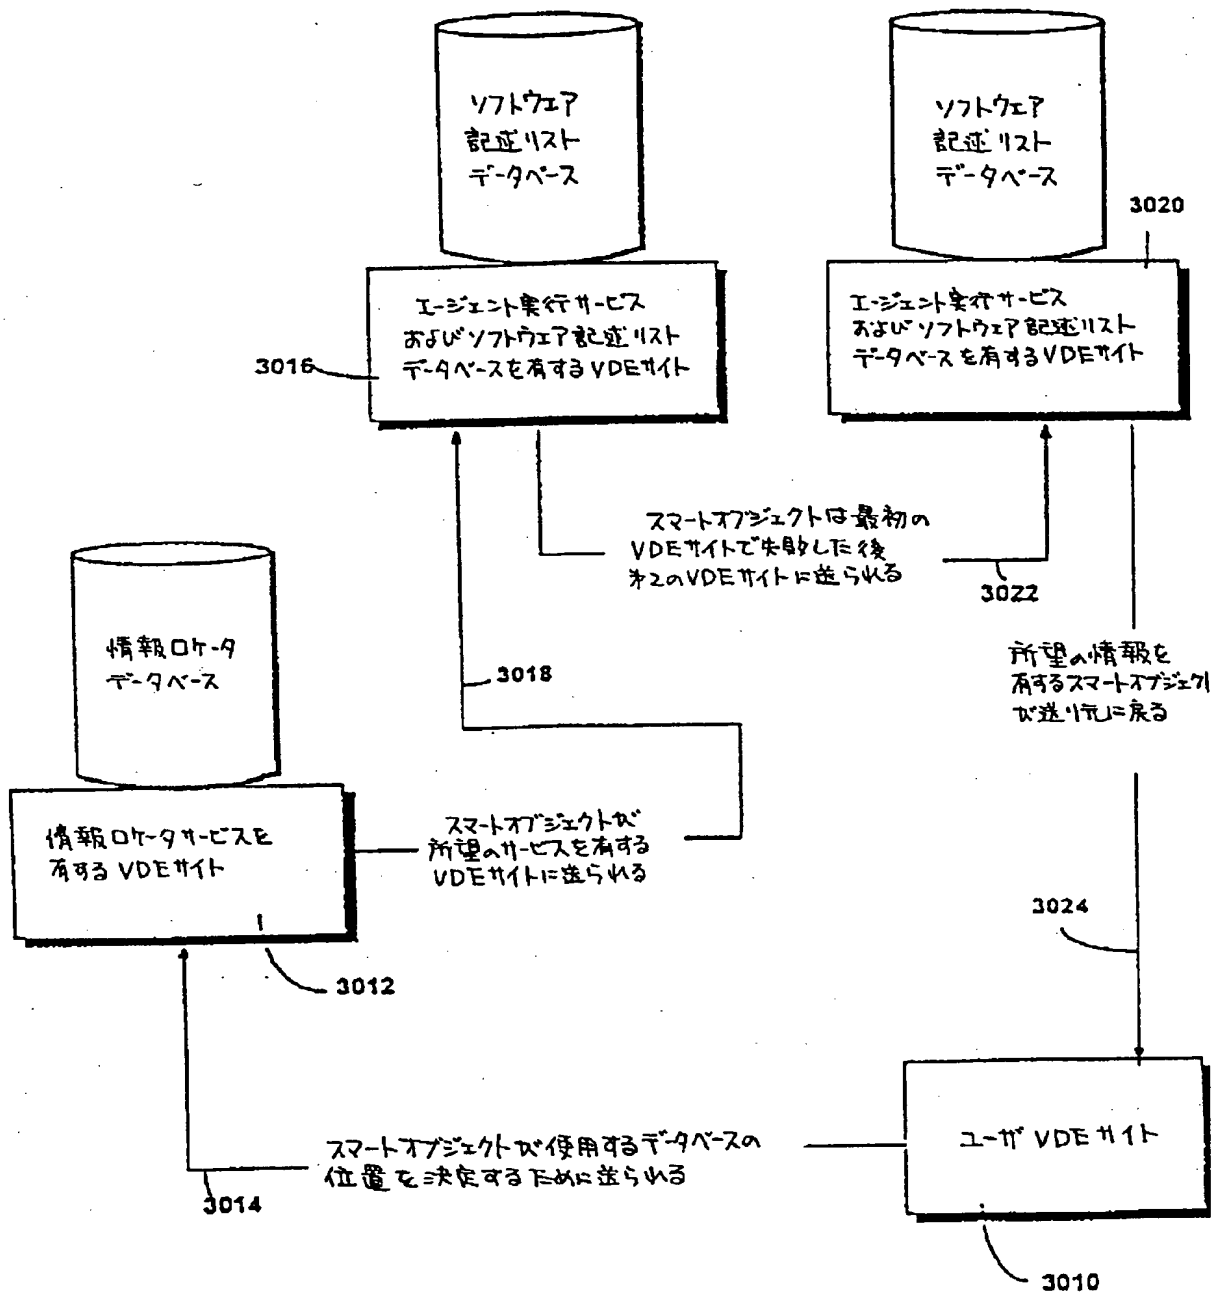 ソフトウェア
記述リスト
データベース
ソフトウェア
記述リスト
データベース
3020
エージェント実行サービス
およびソフトウェア記述リスト
データベースを有するVDEサイト
エージェント実行サービス
およびソフトウェア記述リスト
データベースを有するVDEサイト
3016
スマートオブジェクトは最初の
VDEサイトで失敗した後
第2のVDEサイトに送られる
3022
情報ロケータ
データベース
3018
所望の情報を
有するスマートオブジェクト
が送り元に戻る
情報ロケータサービスを
有するVDEサイト
スマートオブジェクトが
所望のサービスを有する
VDEサイトに送られる
3024
3012
ユーザVDEサイト
スマートオブジェクトが使用するデータベースの
位置を決定するために送られる
3014
3010